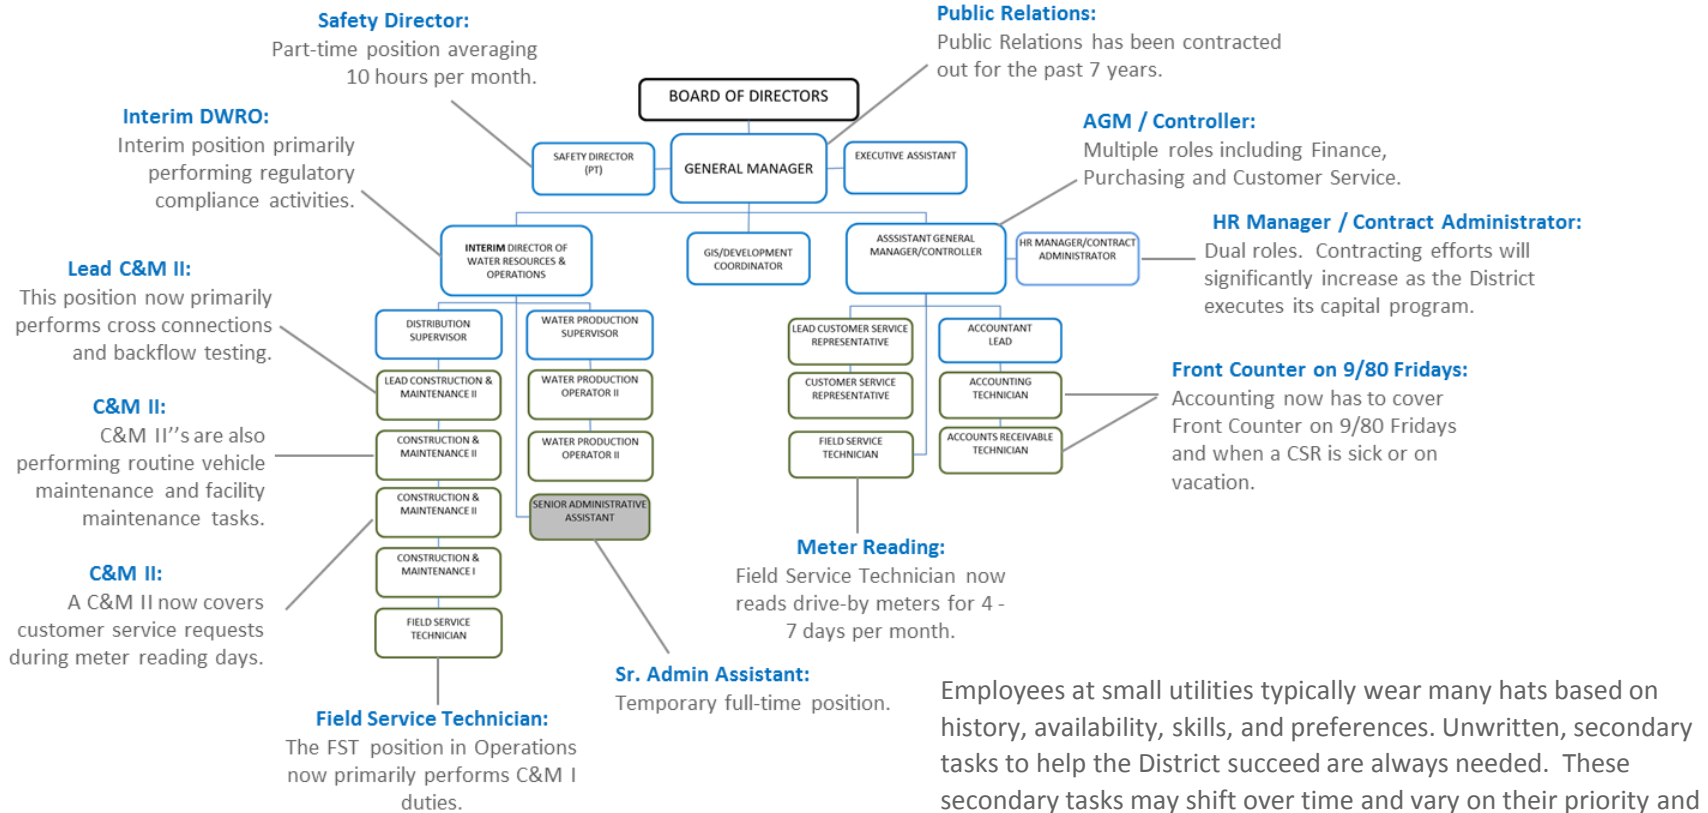 Safety Director:
Part-time position averaging
10 hours per month.
Public Relations:
Public Relations has been contracted
out for the past 7 years.
BOARD OF DIRECTORS
Interim DWRO:
Interim position primarily
performing regulatory
compliance activities.
SAFETY DIRECTOR
(PT)
GENERAL MANAGER
EXECUTIVE ASSISTANT
AGM / Controller:
Multiple roles including Finance,
Purchasing and Customer Service.
INTERIM DIRECTOR OF
WATER RESOURCES &
OPERATIONS
GIS/DEVELOPMENT
COORDINATOR
ASSSISTANT GENERAL
MANAGER/CONTROLLER
HR MANAGER/CONTRACT
ADMINISTRATOR
HR Manager / Contract Administrator:
Dual roles. Contracting efforts will
significantly increase as the District
executes its capital program.
Lead C&M II:
This position now primarily
performs cross connections
and backflow testing.
DISTRIBUTION
SUPERVISOR
WATER PRODUCTION
SUPERVISOR
LEAD CUSTOMER SERVICE
REPRESENTATIVE
ACCOUNTANT
LEAD
LEAD CONSTRUCTION &
MAINTENANCE II
WATER PRODUCTION
OPERATOR II
CUSTOMER SERVICE
REPRESENTATIVE
ACCOUNTING
TECHNICIAN
Front Counter on 9/80 Fridays:
Accounting now has to cover
Front Counter on 9/80 Fridays
and when a CSR is sick or on
vacation.
C&M II:
C&M II''s are also
performing routine vehicle
maintenance and facility
maintenance tasks.
CONSTRUCTION &
MAINTENANCE II
WATER PRODUCTION
OPERATOR II
FIELD SERVICE
TECHNICIAN
ACCOUNTS RECEIVABLE
TECHNICIAN
CONSTRUCTION &
MAINTENANCE II
SENIOR ADMINISTRATIVE
ASSISTANT
C&M II:
A C&M II now covers
customer service requests
during meter reading days.
CONSTRUCTION &
MAINTENANCE I
Meter Reading:
Field Service Technician now
reads drive-by meters for 4 -
7 days per month.
FIELD SERVICE
TECHNICIAN
Sr. Admin Assistant:
Temporary full-time position.
Field Service Technician:
The FST position in Operations
now primarily performs C&M I
duties.
Employees at small utilities typically wear many hats based on
history, availability, skills, and preferences. Unwritten, secondary
tasks to help the District succeed are always needed. These
secondary tasks may shift over time and vary on their priority and